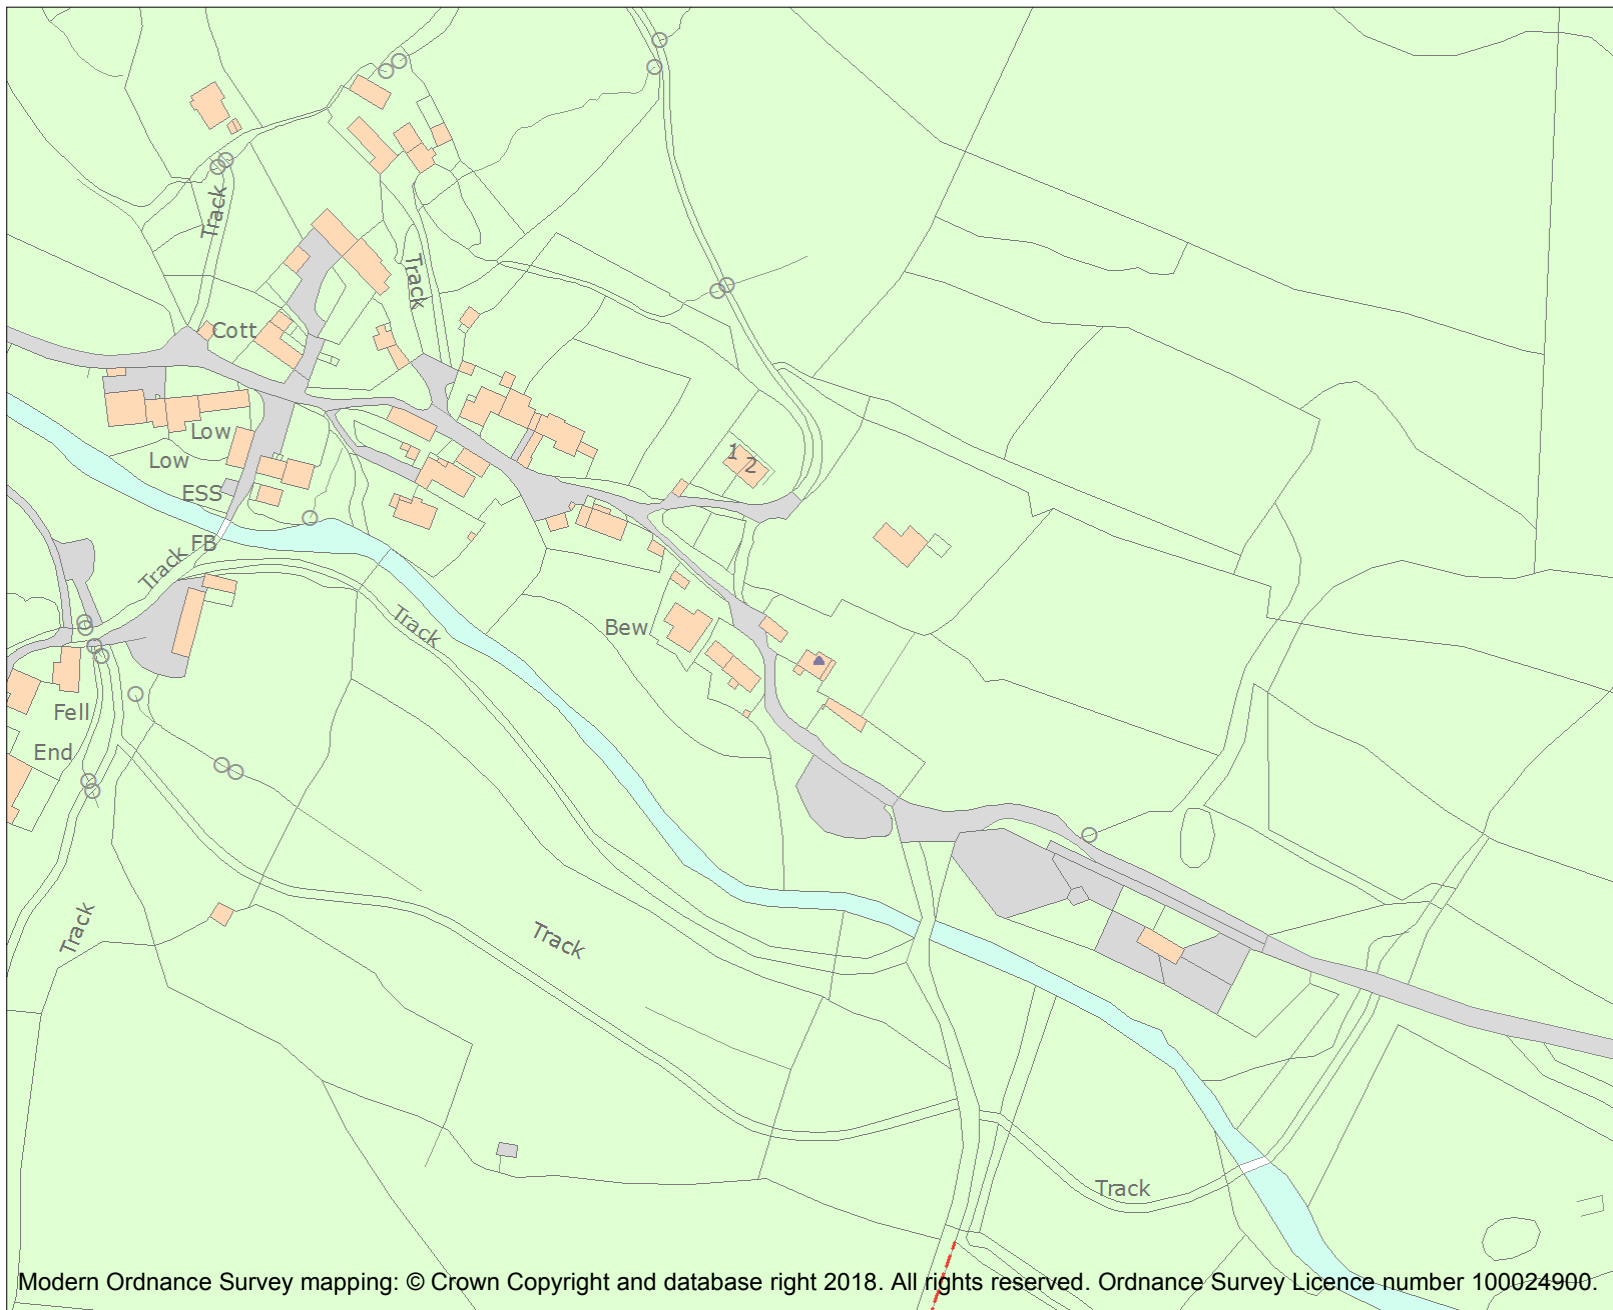 Track
Track
Cott
Low
1
2
Low
ESS
FB
Track
Track
Bew
Fell
End
Track
Track
Track
Modern Ordnance Survey mapping: © Crown Copyright and database right 2018. All rights reserved. Ordnance Survey Licence number 100024900.